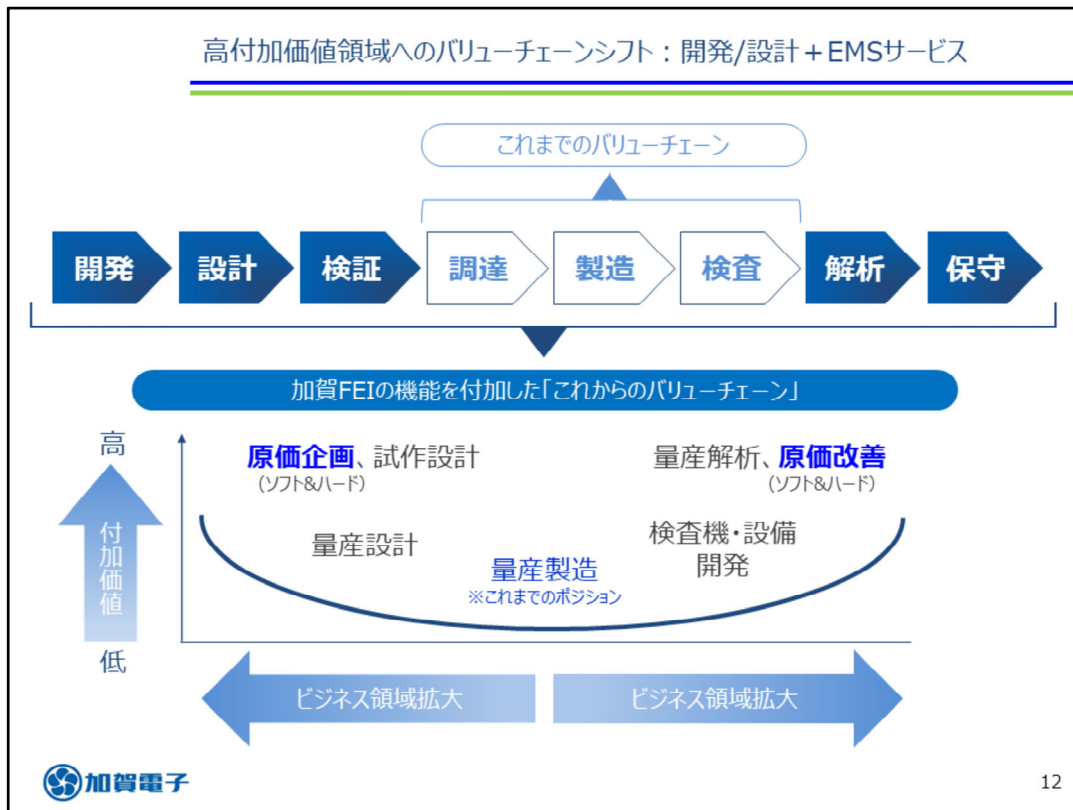 高付加価値領域へのバリューチェーンシフト：開発/設計＋EMSサービス
これまでのバリューチェーン
開発
設計
検証
調達
製造
検査
解析
保守
加賀FEIの機能を付加した「これからのバリューチェーン」
高
付加価値
低
原価企画、試作設計
(ソフト&ハード)
量産設計
量産製造
※これまでのポジション
量産解析、原価改善
(ソフト&ハード)
検査機・設備
開発
ビジネス領域拡大
ビジネス領域拡大
加賀電子
12